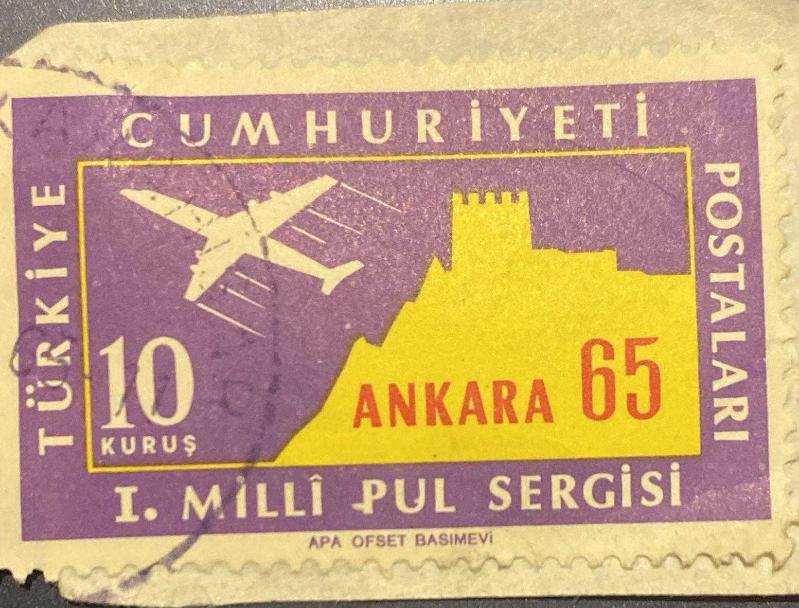 TÜRKİYE
CUMHURİYETİ
POSTALARI
10
KURUŞ
ANKARA 65
I. MİLLÎ PUL SERGİSİ
APA OFSET BASIMEVİ